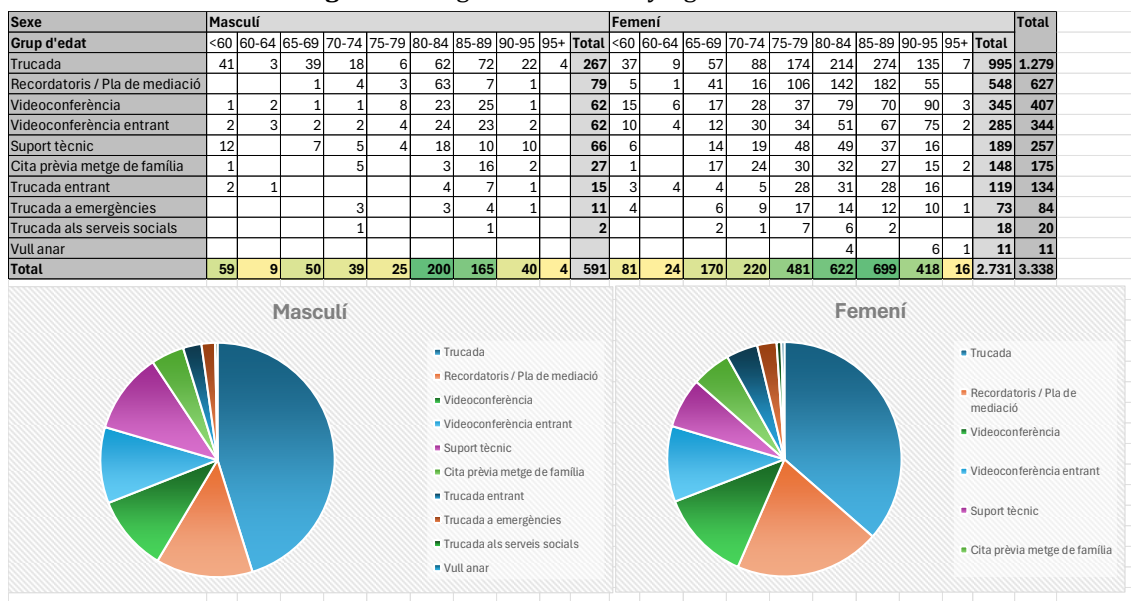 Sexe Masculí Femení Total
Grup d'edat <60 60-64 65-69 70-74 75-79 80-84 85-89 90-95 95+ Total <60 60-64 65-69 70-74 75-79 80-84 85-89 90-95 95+ Total
Trucada 41 3 39 18 6 62 72 22 4 267 37 9 57 88 174 214 274 135 7 995 1.279
Recordatoris / Pla de mediació 1 4 3 63 7 1 79 5 1 41 16 106 142 182 55 548 627
Videoconferència 1 2 1 1 8 23 25 1 62 15 6 17 28 37 79 70 90 3 345 407
Videoconferència entrant 2 3 2 2 4 24 23 2 62 10 4 12 30 34 51 67 75 2 285 344
Suport tècnic 12 7 5 4 18 10 10 66 6 14 19 48 49 37 16 189 257
Cita prèvia metge de família 1 5 3 16 2 27 1 17 24 30 32 27 15 2 148 175
Trucada entrant 2 1 4 7 1 15 3 4 4 5 28 31 28 16 119 134
Trucada a emergències 3 3 4 1 11 4 6 9 17 14 12 10 1 73 84
Trucada als serveis socials 1 1 2 2 1 7 6 2 18 20
Vull anar 4 6 1 11 11
Total 59 9 50 39 25 200 165 40 4 591 81 24 170 220 481 622 699 418 16 2.731 3.338
Masculí
Trucada
Recordatoris / Pla de mediació
Videoconferència
Videoconferència entrant
Suport tècnic
Cita prèvia metge de família
Trucada entrant
Trucada a emergències
Trucada als serveis socials
Vull anar
Femení
Trucada
Recordatoris / Pla de
mediació
Videoconferència
Videoconferència entrant
Suport tècnic
Cita prèvia metge de família